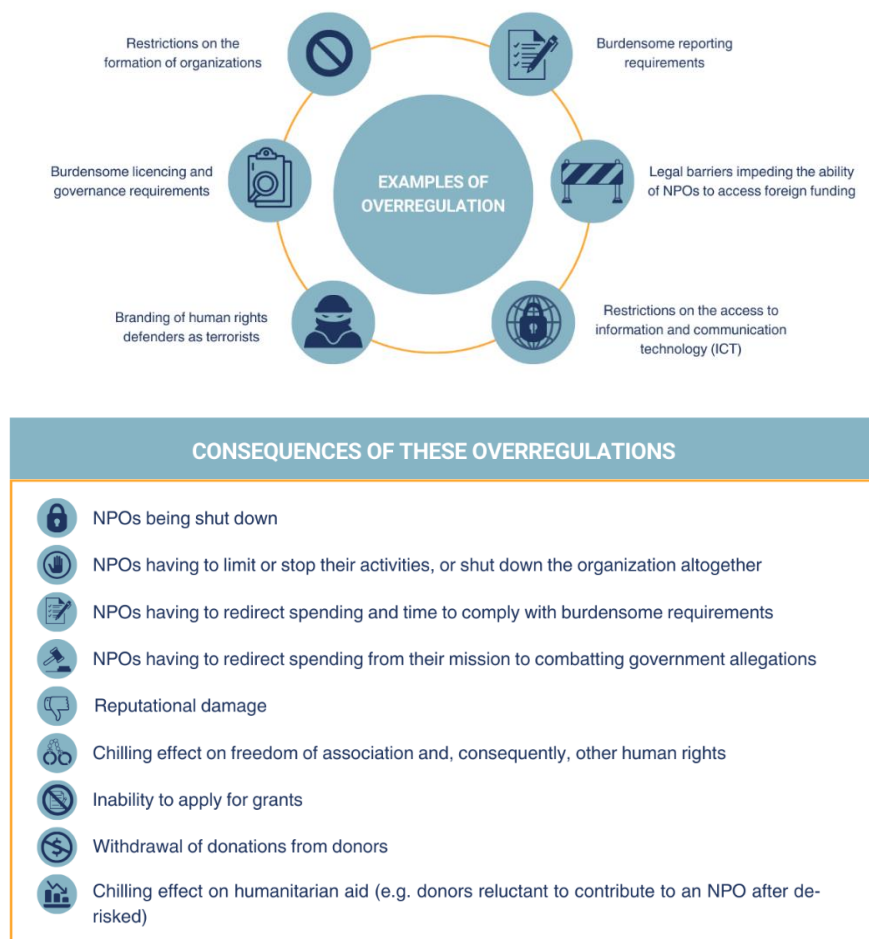 Restrictions on the
formation of organizations
Burdensome reporting
requirements
Burdensome licencing and
governance requirements
EXAMPLES OF
OVERREGULATION
Legal barriers impeding the ability
of NPOs to access foreign funding
Branding of human rights
defenders as terrorists
Restrictions on the access to
information and communication
technology (ICT)
CONSEQUENCES OF THESE OVERREGULATIONS
NPOs being shut down
NPOs having to limit or stop their activities, or shut down the organization altogether
NPOs having to redirect spending and time to comply with burdensome requirements
NPOs having to redirect spending from their mission to combatting government allegations
Reputational damage
Chilling effect on freedom of association and, consequently, other human rights
Inability to apply for grants
Withdrawal of donations from donors
Chilling effect on humanitarian aid (e.g. donors reluctant to contribute to an NPO after de-
risked)